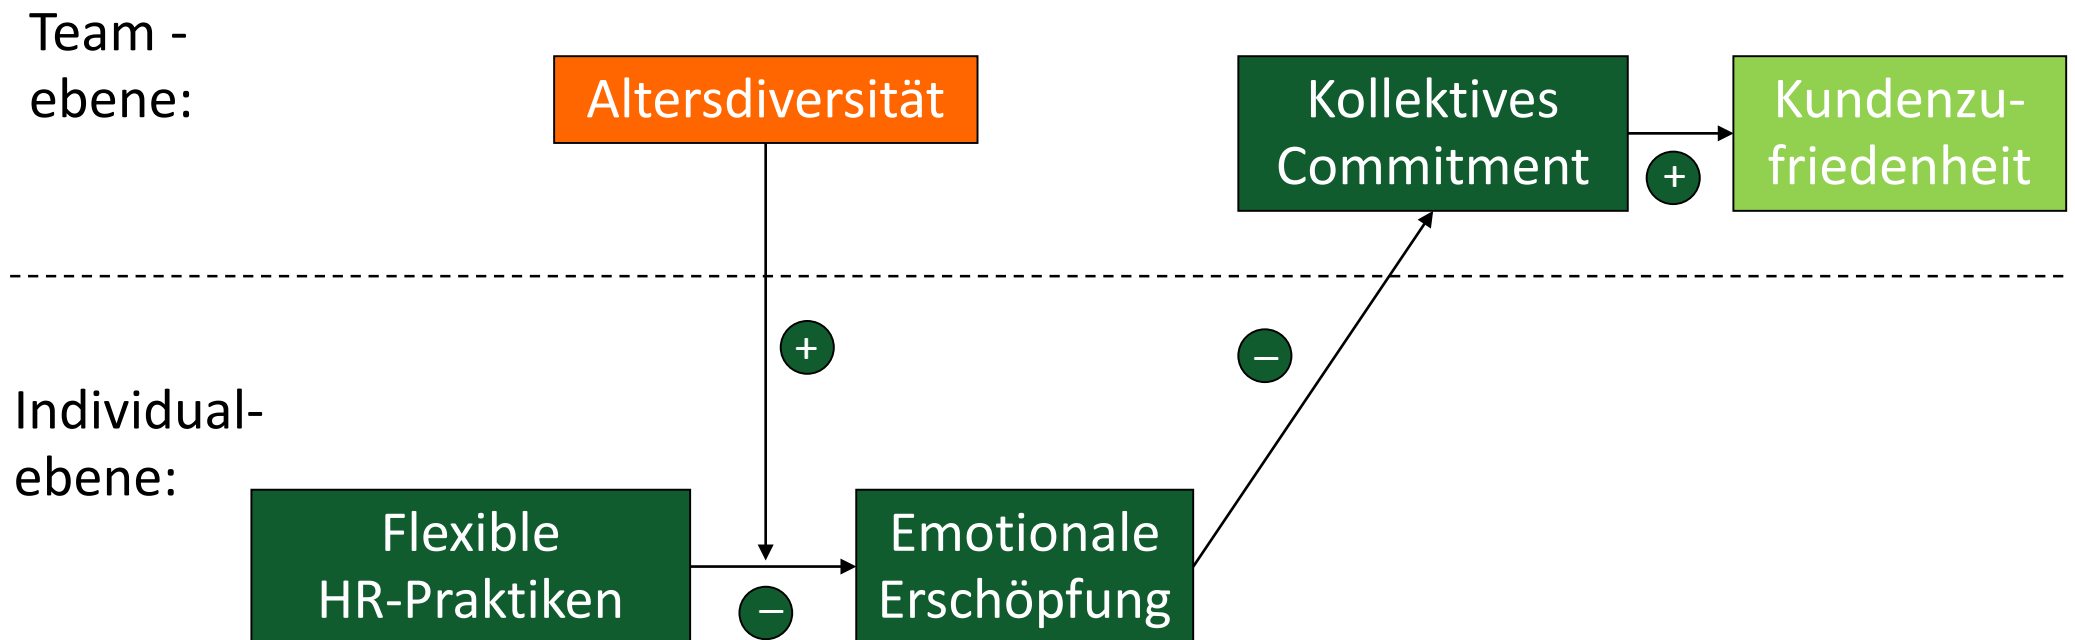 Team -
ebene:
Altersdiversität
Kollektives
Commitment
+
Kundenzu-
friedenheit
+
–
Individual-
ebene:
Flexible
HR-Praktiken
–
Emotionale
Erschöpfung